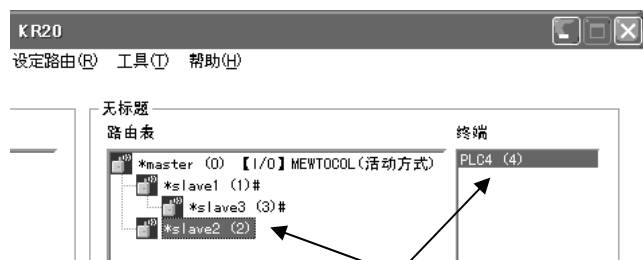 KR20
设定路由(R) 工具(T) 帮助(H)
无标题
路由表
终端
*master (0) 【I/O】MEWTOCOL(活动方式)
PLC4 (4)
*slave1 (1)#
*slave3 (3)#
*slave2 (2)